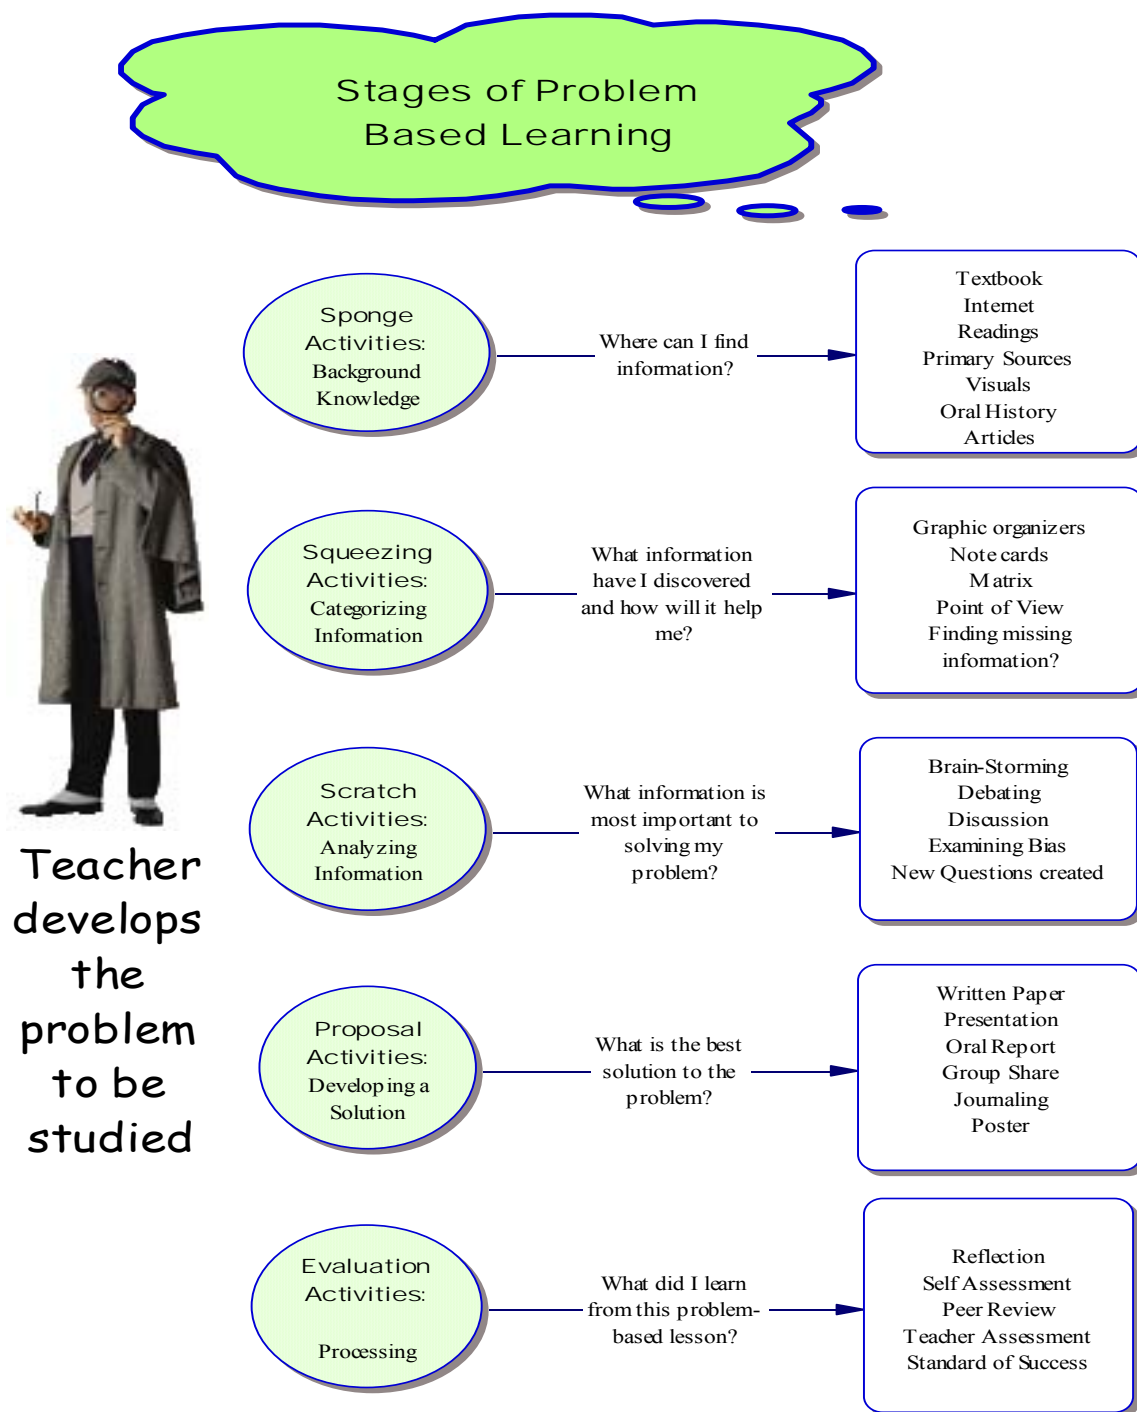 Stages of Problem
Based Learning
Sponge
Activities:
Background
Knowledge
Where can I find
information?
Textbook
Internet
Readings
Primary Sources
Visuals
Oral History
Articles
Squeezing
Activities:
Categorizing
Information
What information
have I discovered
and how will it help
me?
Graphic organizers
Note cards
Matrix
Point of View
Finding missing
information?
Scratch
Activities:
Analyzing
Information
What information is
most important to
solving my
problem?
Brain-Storming
Debating
Discussion
Examining Bias
New Questions created
Teacher
develops
the
problem
to be
studied
Proposal
Activities:
Developing a
Solution
What is the best
solution to the
problem?
Written Paper
Presentation
Oral Report
Group Share
Journaling
Poster
Evaluation
Activities:
Processing
What did I learn
from this problem-
based lesson?
Reflection
Self Assessment
Peer Review
Teacher Assessment
Standard of Success